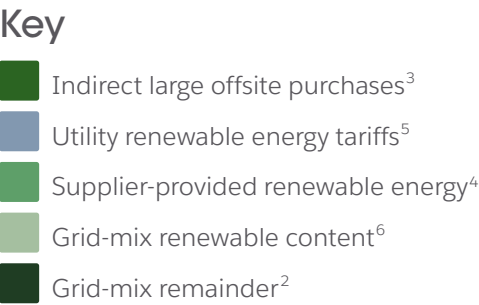 Key
Indirect large offsite purchases³
Utility renewable energy tariffs⁵
Supplier-provided renewable energy⁴
Grid-mix renewable content⁶
Grid-mix remainder²